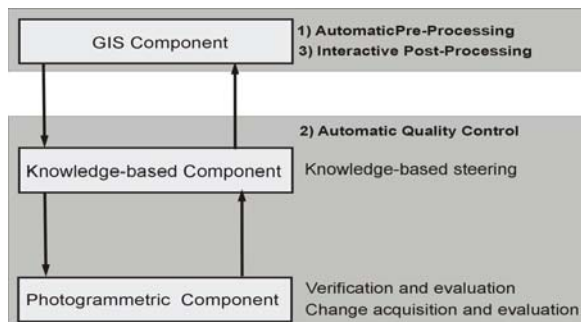 GIS Component
1) AutomaticPre-Processing
3) Interactive Post-Processing
2) Automatic Quality Control
Knowledge-based Component
Knowledge-based steering
Photogrammetric Component
Verification and evaluation
Change acquisition and evaluation